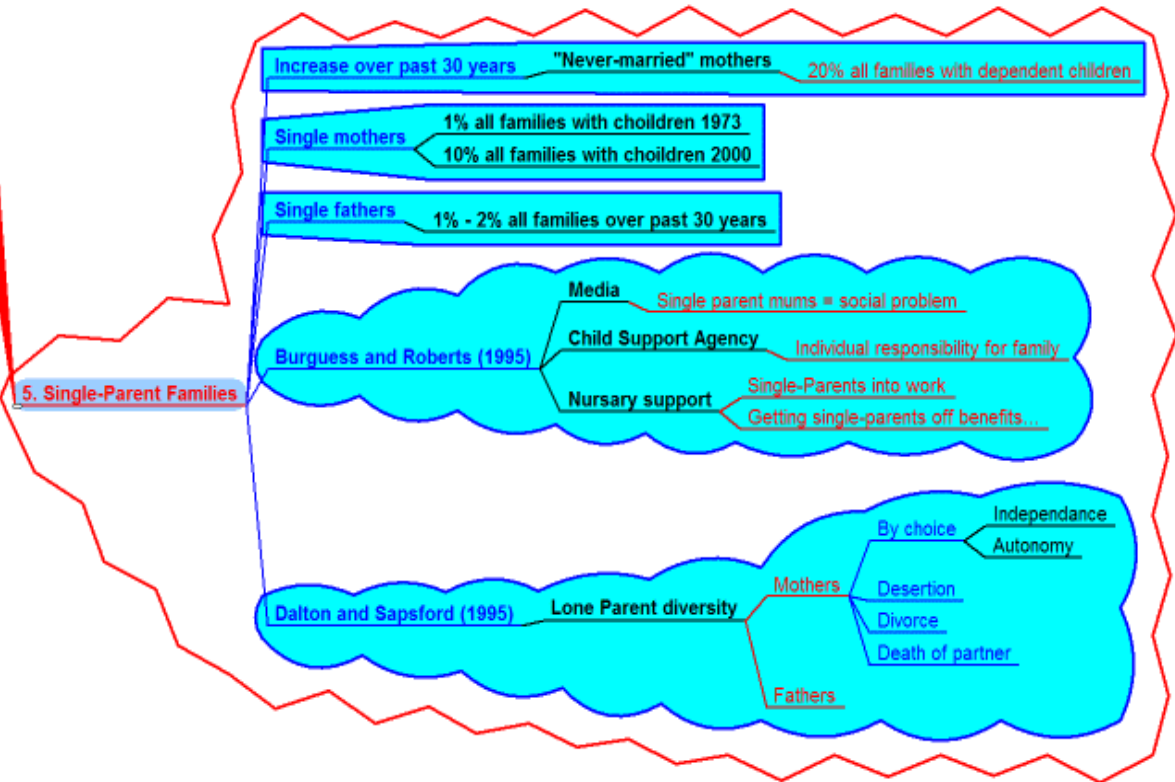 5. Single-Parent Families
Increase over past 30 years
"Never-married" mothers
20% all families with dependent children
Single mothers
1% all families with choildren 1973
10% all families with choildren 2000
Single fathers
1% - 2% all families over past 30 years
Burguess and Roberts (1995)
Media
Single parent mums = social problem
Child Support Agency
Individual responsibility for family
Nursary support
Single-Parents into work
Getting single-parents off benefits...
Dalton and Sapsford (1995)
Lone Parent diversity
Mothers
By choice
Independance
Autonomy
Desertion
Divorce
Death of partner
Fathers